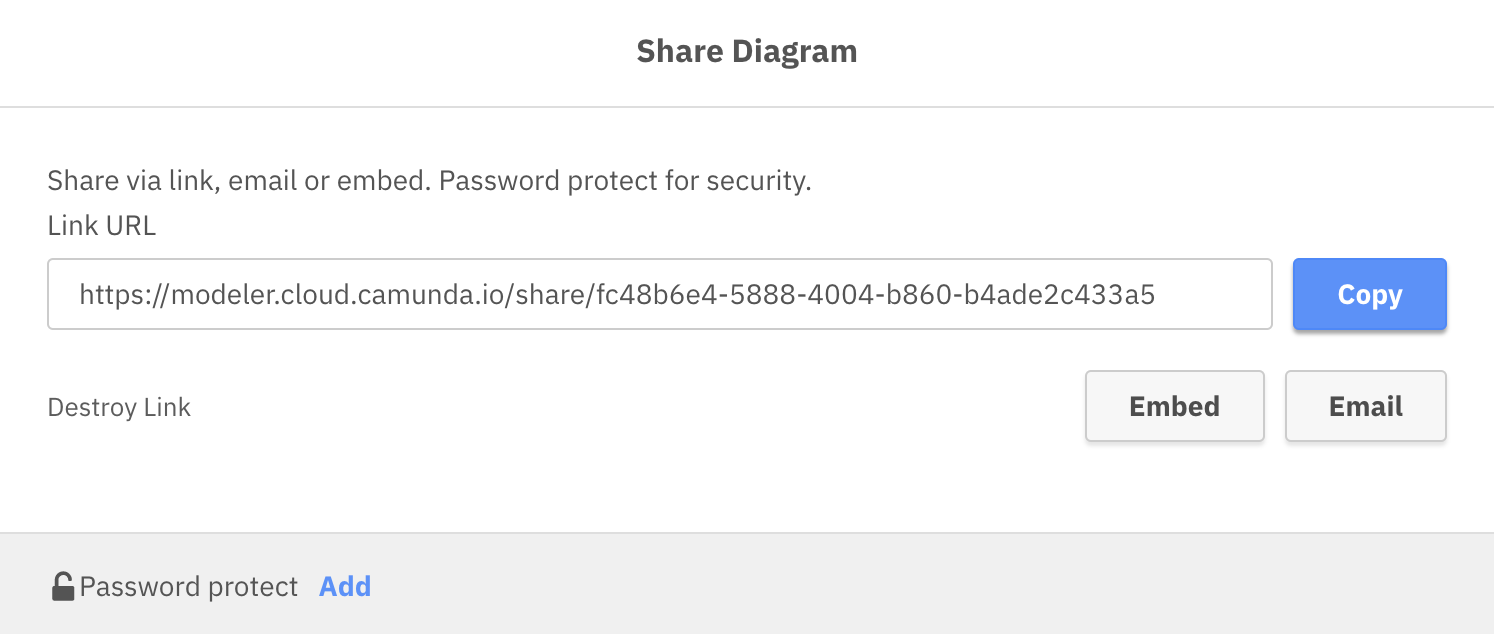 Share Diagram
Share via link, email or embed. Password protect for security.
Link URL
https://modeler.cloud.camunda.io/share/fc48b6e4-5888-4004-b860-b4ade2c433a5
Copy
Destroy Link
Embed
Email
Password protect Add